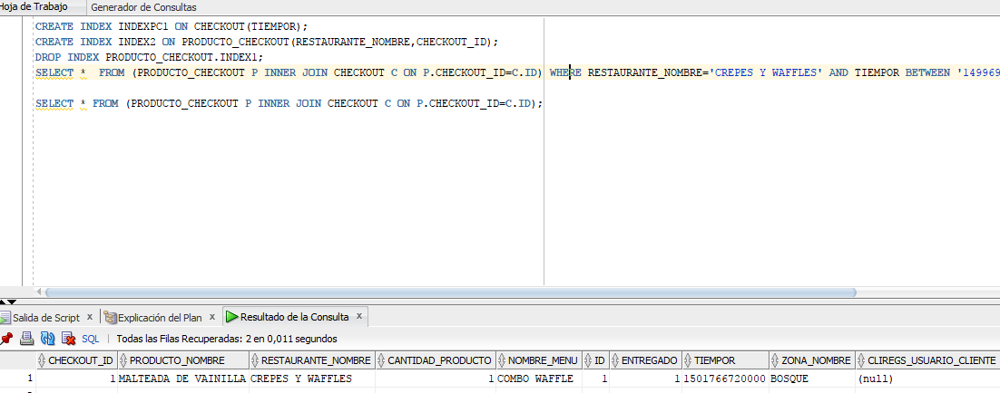 Hoja de Trabajo Generador de Consultas
CREATE INDEX INDEXPC1 ON CHECKOUT(TIEMPOR);
CREATE INDEX INDEX2 ON PRODUCTO_CHECKOUT(RESTAURANTE_NOMBRE,CHECKOUT_ID);
DROP INDEX PRODUCTO_CHECKOUT.INDEX1;
SELECT * FROM (PRODUCTO_CHECKOUT P INNER JOIN CHECKOUT C ON P.CHECKOUT_ID=C.ID) WHERE RESTAURANTE_NOMBRE='CREPES Y WAFFLES' AND TIEMPOR BETWEEN '149969
SELECT * FROM (PRODUCTO_CHECKOUT P INNER JOIN CHECKOUT C ON P.CHECKOUT_ID=C.ID);
Salida de Script x Explicación del Plan x Resultado de la Consulta x
SQL | Todas las Filas Recuperadas: 2 en 0,011 segundos
CHECKOUT_ID PRODUCTO_NOMBRE RESTAURANTE_NOMBRE CANTIDAD_PRODUCTO NOMBRE_MENU ID ENTREGADO TIEMPOR ZONA_NOMBRE CLIREGS_USUARIO_CLIENTE
1 1 MALTEADA DE VAINILLA CREPES Y WAFFLES 1 COMBO WAFFLE 1 1 1501766720000 BOSQUE (null)